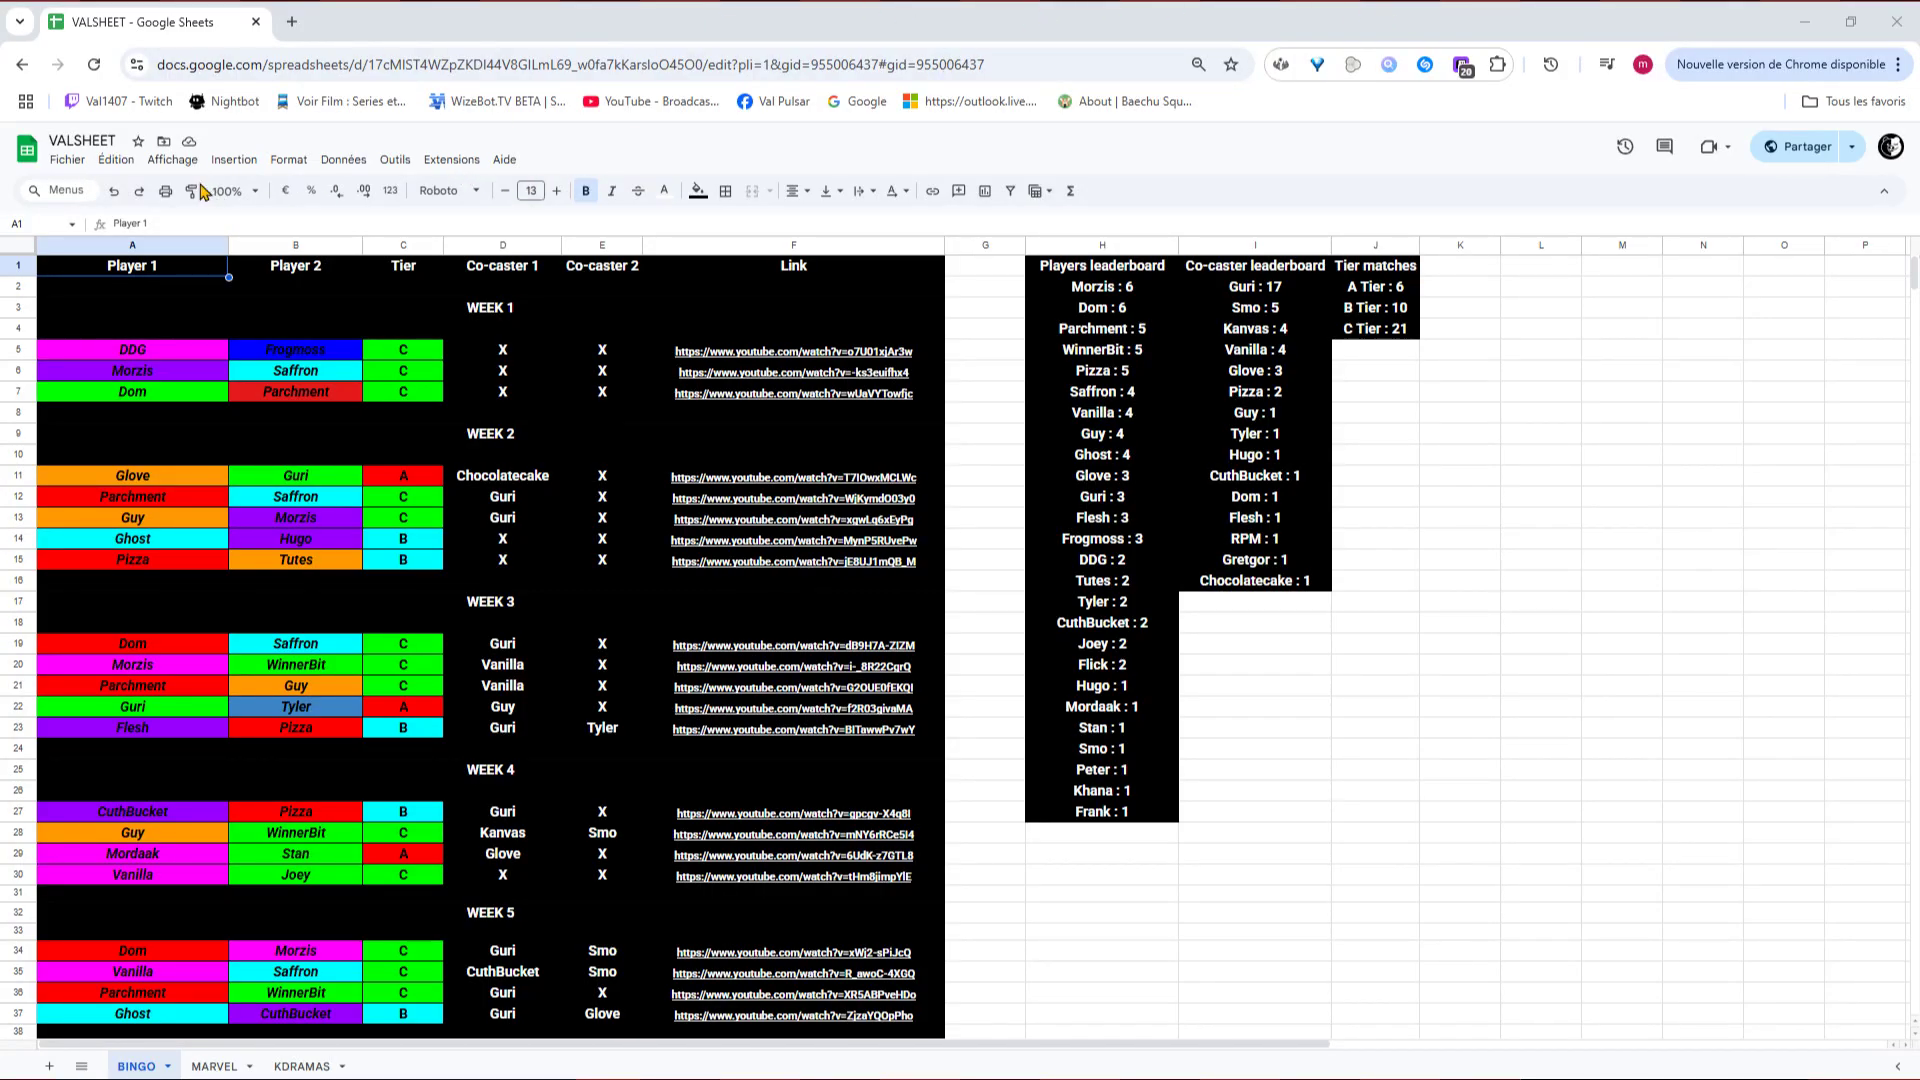 VALSHEET - Google Sheets
docs.google.com/spreadsheets/d/17cMIST4WZpZKDI44V8GILmL69_w0fa7kKarsIoO45O0/edit?pli=1&gid=955006437#gid=955006437
20
m
Nouvelle version de Chrome disponible
Val1407 - Twitch
Nightbot
Voir Film : Series et...
WizeBot.TV BETA | S...
YouTube - Broadcas...
Val Pulsar
Google
https://outlook.live....
About | Baechu Squ...
Tous les favoris
VALSHEET
Fichier Édition Affichage Insertion Format Données Outils Extensions Aide
Partager
Menus 100% € % .0 .00 123 Roboto - 13 + B I S A
A1 fx Player 1
A B C D E F G H I J K L M N O P
1 Player 1 Player 2 Tier Co-caster 1 Co-caster 2 Link Players leaderboard Co-caster leaderboard Tier matches
2 Morzis : 6 Guri : 17 A Tier : 6
3 WEEK 1 Dom : 6 Smo : 5 B Tier : 10
4 Parchment : 5 Kanvas : 4 C Tier : 21
5 DDG Frogmoss C X X https://www.youtube.com/watch?v=o7U01xjAr3w WinnerBit : 5 Vanilla : 4
6 Morzis Saffron C X X https://www.youtube.com/watch?v=-ks3euifhx4 Pizza : 5 Glove : 3
7 Dom Parchment C X X https://www.youtube.com/watch?v=wUaVYTowfjc Saffron : 4 Pizza : 2
8 Vanilla : 4 Guy : 1
9 WEEK 2 Guy : 4 Tyler : 1
10 Ghost : 4 Hugo : 1
11 Glove Guri A Chocolatecake X https://www.youtube.com/watch?v=T7IOwxMCLWc Glove : 3 CuthBucket : 1
12 Parchment Saffron C Guri X https://www.youtube.com/watch?v=WjKymdO03y0 Guri : 3 Dom : 1
13 Guy Morzis C Guri X https://www.youtube.com/watch?v=xgwLq6xEyPg Flesh : 3 Flesh : 1
14 Ghost Hugo B X X https://www.youtube.com/watch?v=MynP5RUvePw Frogmoss : 3 RPM : 1
15 Pizza Tutes B X X https://www.youtube.com/watch?v=jE8UJ1mQB_M DDG : 2 Gretgor : 1
16 Tutes : 2 Chocolatecake : 1
17 WEEK 3 Tyler : 2
18 CuthBucket : 2
19 Dom Saffron C Guri X https://www.youtube.com/watch?v=dB9H7A-ZIZM Joey : 2
20 Morzis WinnerBit C Vanilla X https://www.youtube.com/watch?v=i-_8R22CgrQ Flick : 2
21 Parchment Guy C Vanilla X https://www.youtube.com/watch?v=G2OUE0fEKQI Hugo : 1
22 Guri Tyler A Guy X https://www.youtube.com/watch?v=f2R03givaMA Mordaak : 1
23 Flesh Pizza B Guri Tyler https://www.youtube.com/watch?v=BITawwPv7wY Stan : 1
24 Smo : 1
25 WEEK 4 Peter : 1
26 Khana : 1
27 CuthBucket Pizza B Guri X https://www.youtube.com/watch?v=gpcgv-X4q8I Frank : 1
28 Guy WinnerBit C Kanvas Smo https://www.youtube.com/watch?v=mNY6rRCe5I4
29 Mordaak Stan A Glove X https://www.youtube.com/watch?v=6UdK-z7GTL8
30 Vanilla Joey C X X https://www.youtube.com/watch?v=tHm8jimpYlE
31
32 WEEK 5
33
34 Dom Morzis C Guri Smo https://www.youtube.com/watch?v=xWj2-sPiJcQ
35 Vanilla Saffron C CuthBucket Smo https://www.youtube.com/watch?v=R_awoC-4XGQ
36 Parchment WinnerBit C Guri X https://www.youtube.com/watch?v=XR5ABPveHDo
37 Ghost CuthBucket B Guri Glove https://www.youtube.com/watch?v=ZjzaYQOpPho
38
BINGO MARVEL KDRAMAS